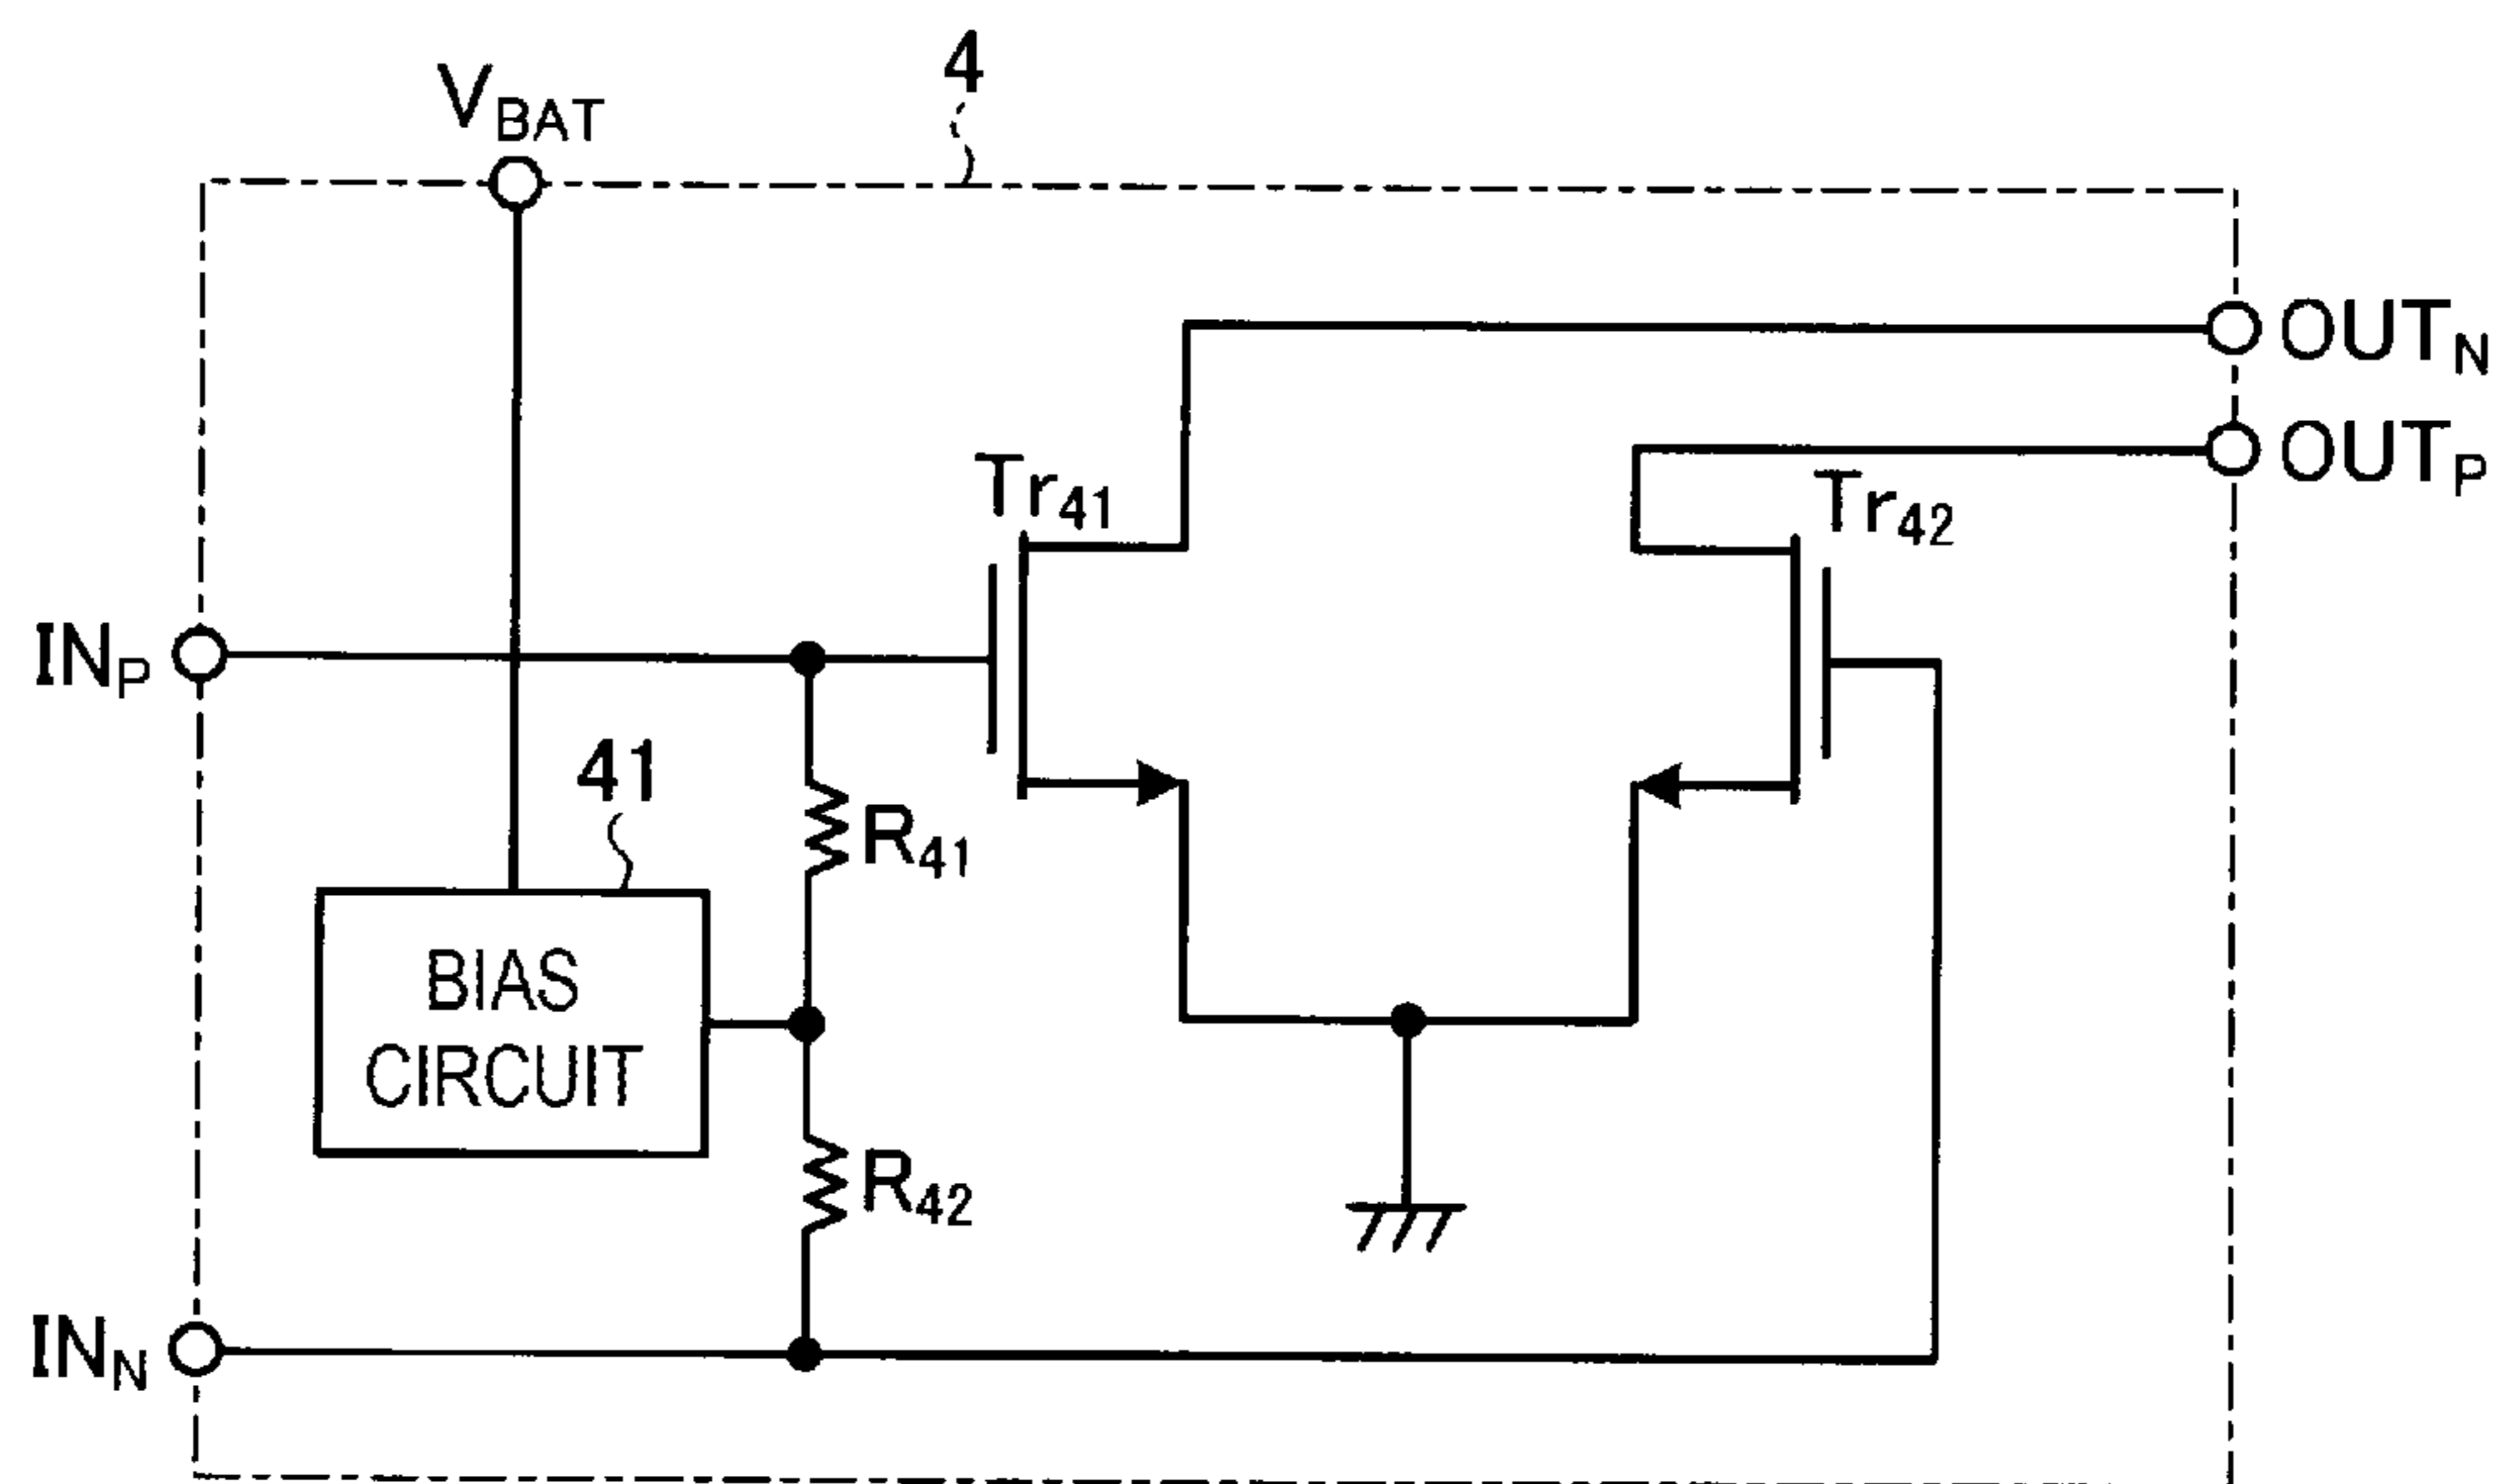 4
VBAT
OUTN
OUTP
Tr41
Tr42
INP
41
R41
BIAS
CIRCUIT
R42
INN